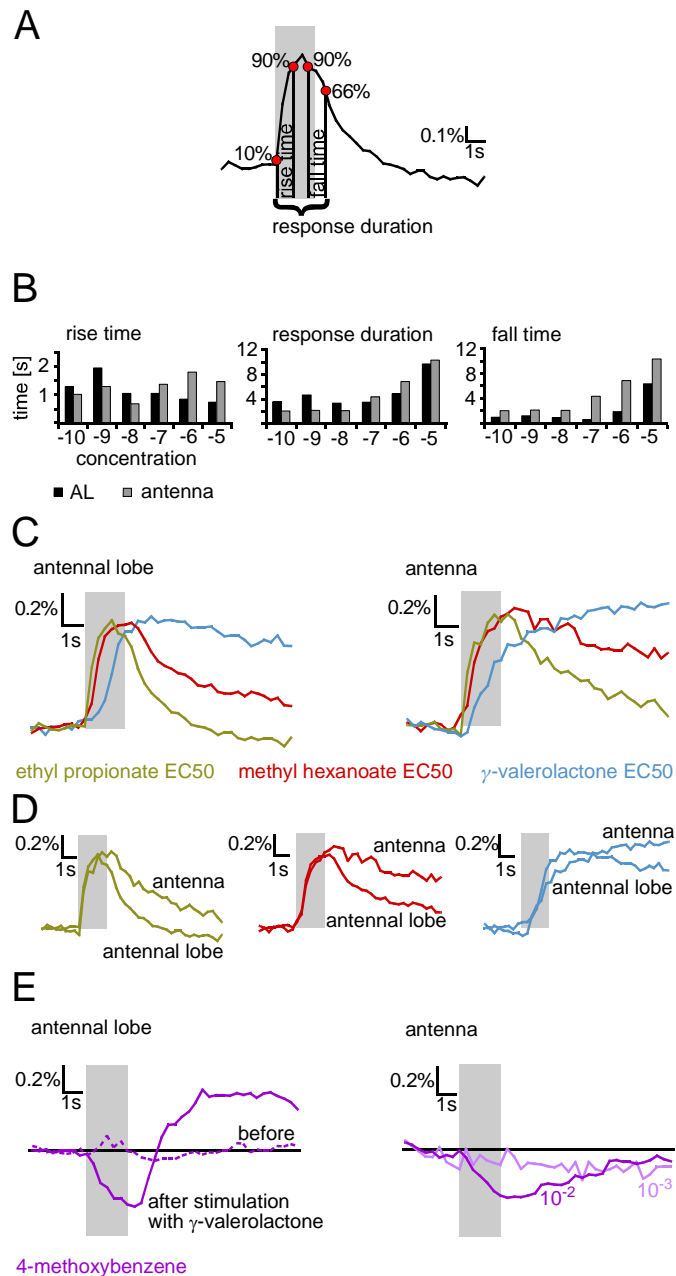 A
90%
90%
66%
10%
rise time
fall time
0.1%
1s
response duration
B
rise time
response duration
fall time
time [s]
2
1
12
8
4
12
8
4
-10 -9 -8 -7 -6 -5
-10 -9 -8 -7 -6 -5
-10 -9 -8 -7 -6 -5
concentration
AL antenna
C
antennal lobe
antenna
0.2%
1s
0.2%
1s
ethyl propionate EC50 methyl hexanoate EC50 γ-valerolactone EC50
D
0.2%
1s
antenna
antennal lobe
0.2%
1s
antenna
antennal lobe
0.2%
1s
antenna
antennal lobe
E
antennal lobe
antenna
0.2%
1s
before
after stimulation
with γ-valerolactone
0.2%
1s
10⁻²
10⁻³
4-methoxybenzene